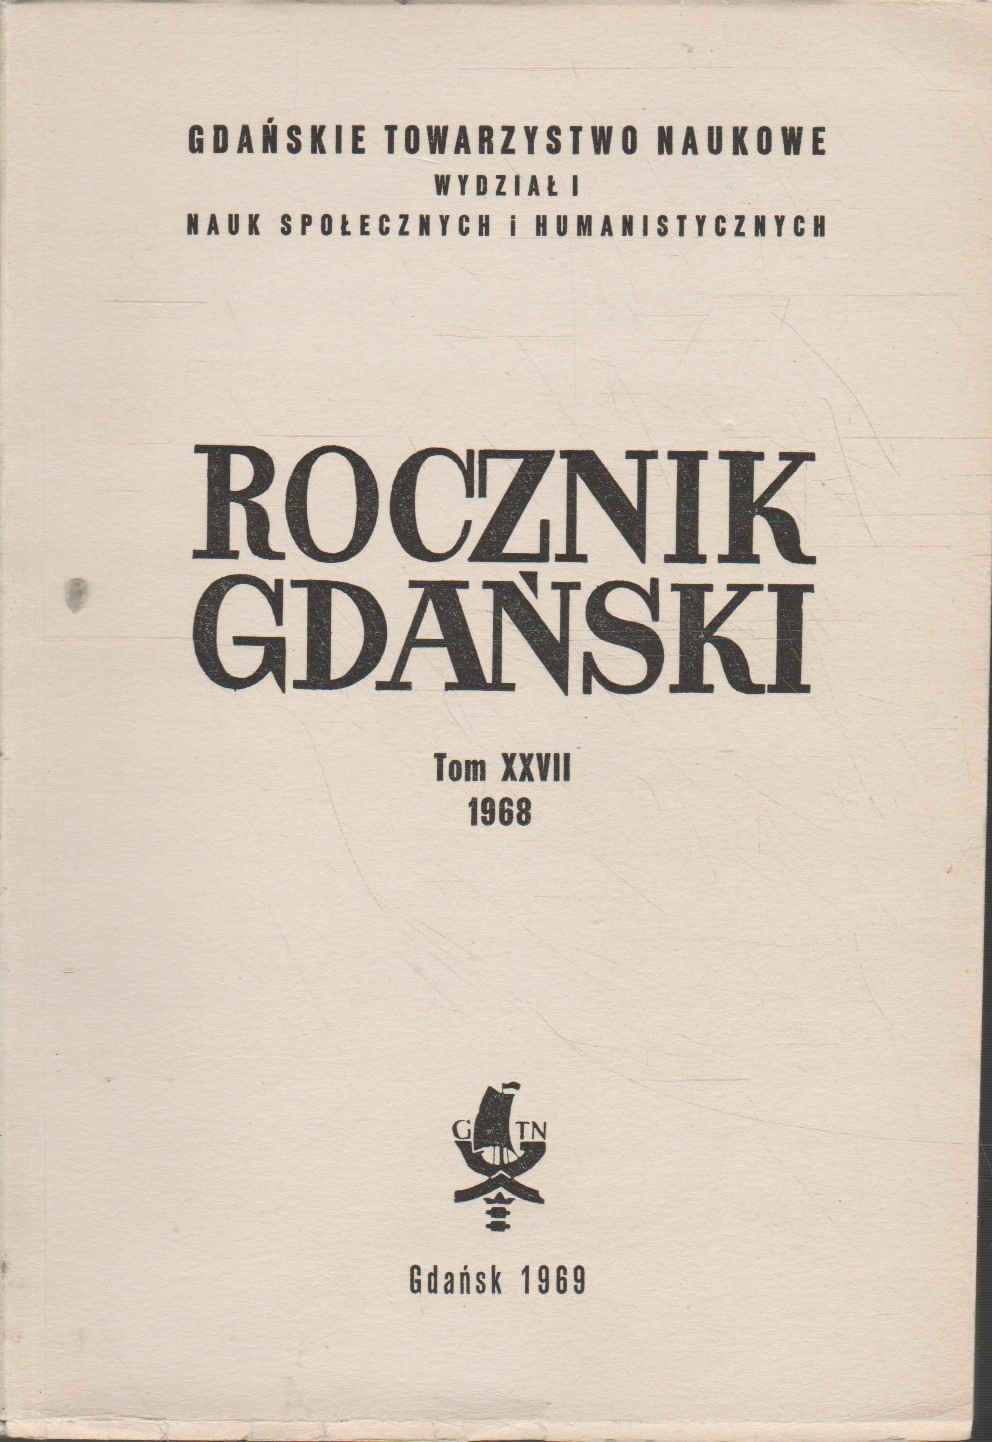 GDAŃSKIE TOWARZYSTWO NAUKOWE
WYDZIAŁ I
NAUK SPOŁECZNYCH i HUMANISTYCZNYCH
ROCZNIK
GDAŃSKI
Tom XXVII
1968
G TN
Gdańsk 1969